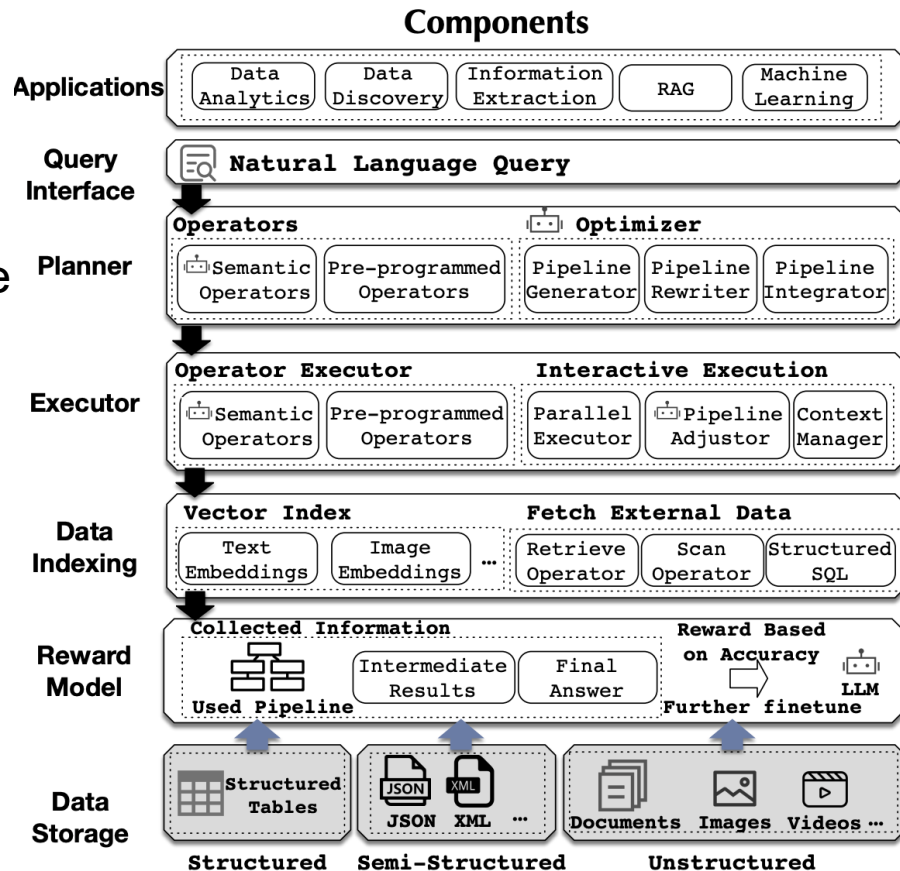 Components
Applications
Data Analytics
Data Discovery
Information Extraction
RAG
Machine Learning
Query Interface
Natural Language Query
e
Planner
Operators
Semantic Operators
Pre-programmed Operators
Optimizer
Pipeline Generator
Pipeline Rewriter
Pipeline Integrator
Executor
Operator Executor
Semantic Operators
Pre-programmed Operators
Interactive Execution
Parallel Executor
Pipeline Adjustor
Context Manager
Data Indexing
Vector Index
Text Embeddings
Image Embeddings
...
Fetch External Data
Retrieve Operator
Scan Operator
Structured SQL
Reward Model
Collected Information
Used Pipeline
Intermediate Results
Final Answer
Reward Based on Accuracy
Further finetune
LLM
Data Storage
Structured Tables
Structured
JSON
JSON
XML
XML
...
Semi-Structured
Documents
Images
Videos
...
Unstructured